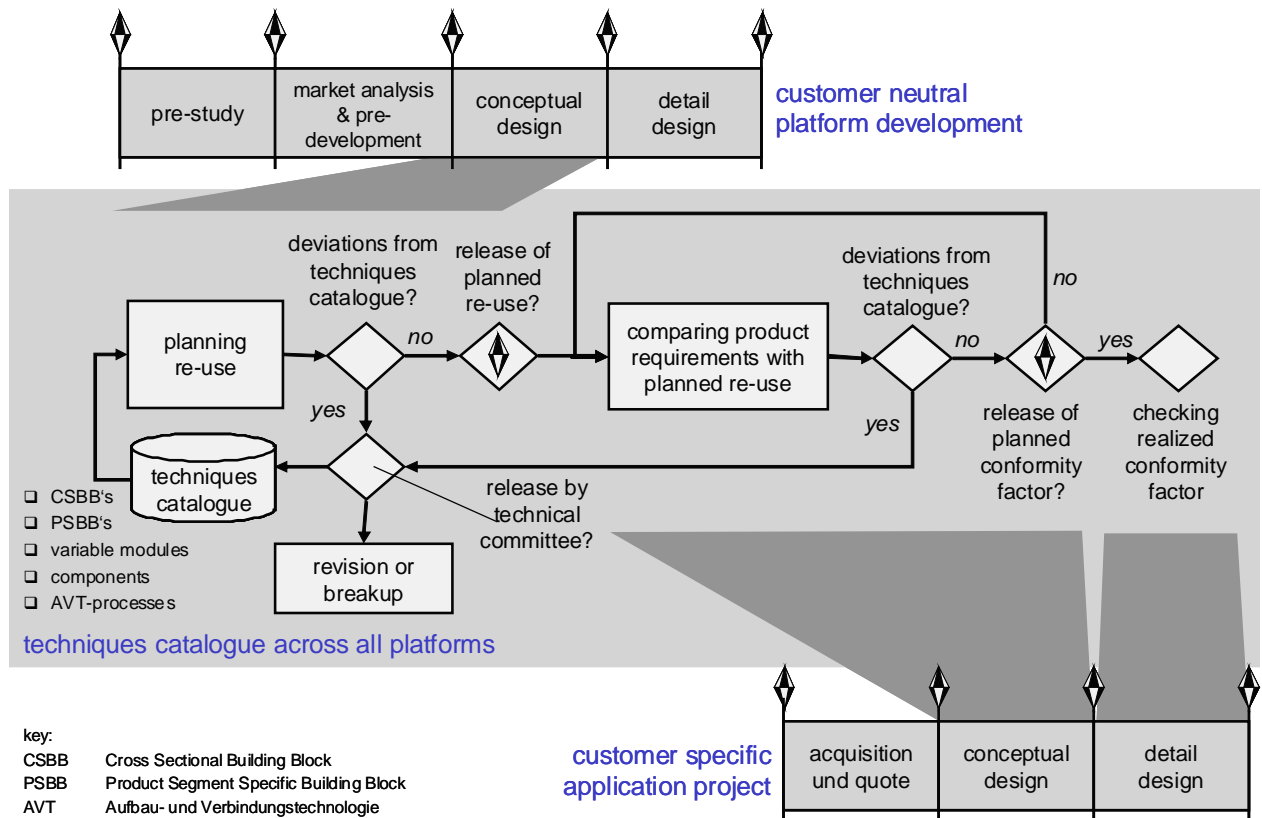 pre-study
market analysis
& pre-
development
conceptual
design
detail
design
customer neutral
platform development
deviations from
techniques
catalogue?
release of
planned
re-use?
deviations from
techniques
catalogue?
no
planning
re-use
no
comparing product
requirements with
planned re-use
no
yes
yes
yes
release of
planned
conformity
factor?
checking
realized
conformity
factor
techniques
catalogue
release by
technical
committee?
❑ CSBB's
❑ PSBB's
❑ variable modules
❑ components
❑ AVT-processes
revision or
breakup
techniques catalogue across all platforms
key:
CSBB Cross Sectional Building Block
PSBB Product Segment Specific Building Block
AVT Aufbau- und Verbindungstechnologie
customer specific
application project
acquisition
und quote
conceptual
design
detail
design